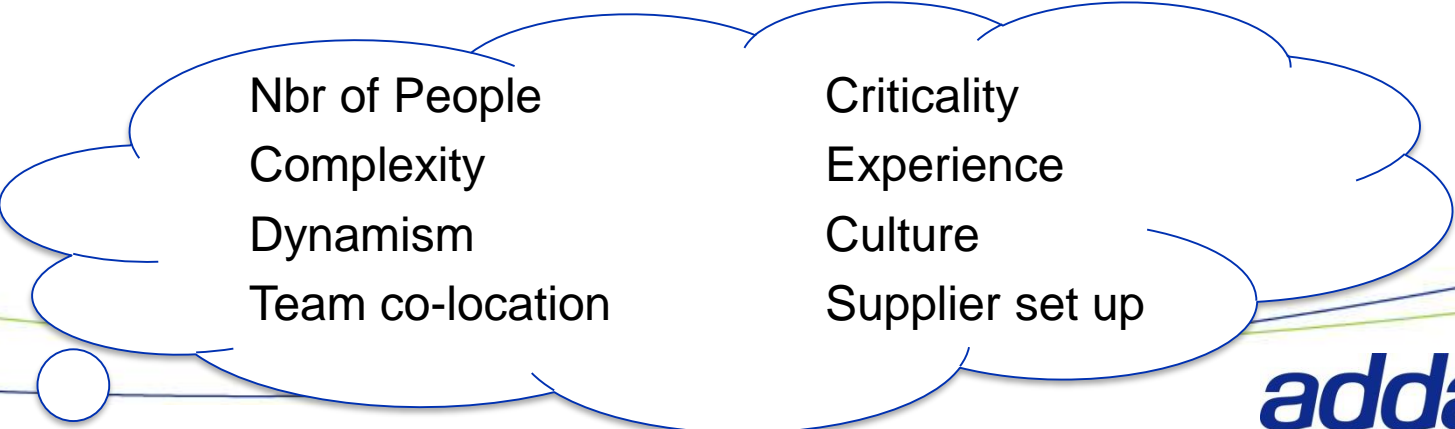 Nbr of People
Complexity
Dynamism
Team co-location
Criticality
Experience
Culture
Supplier set up